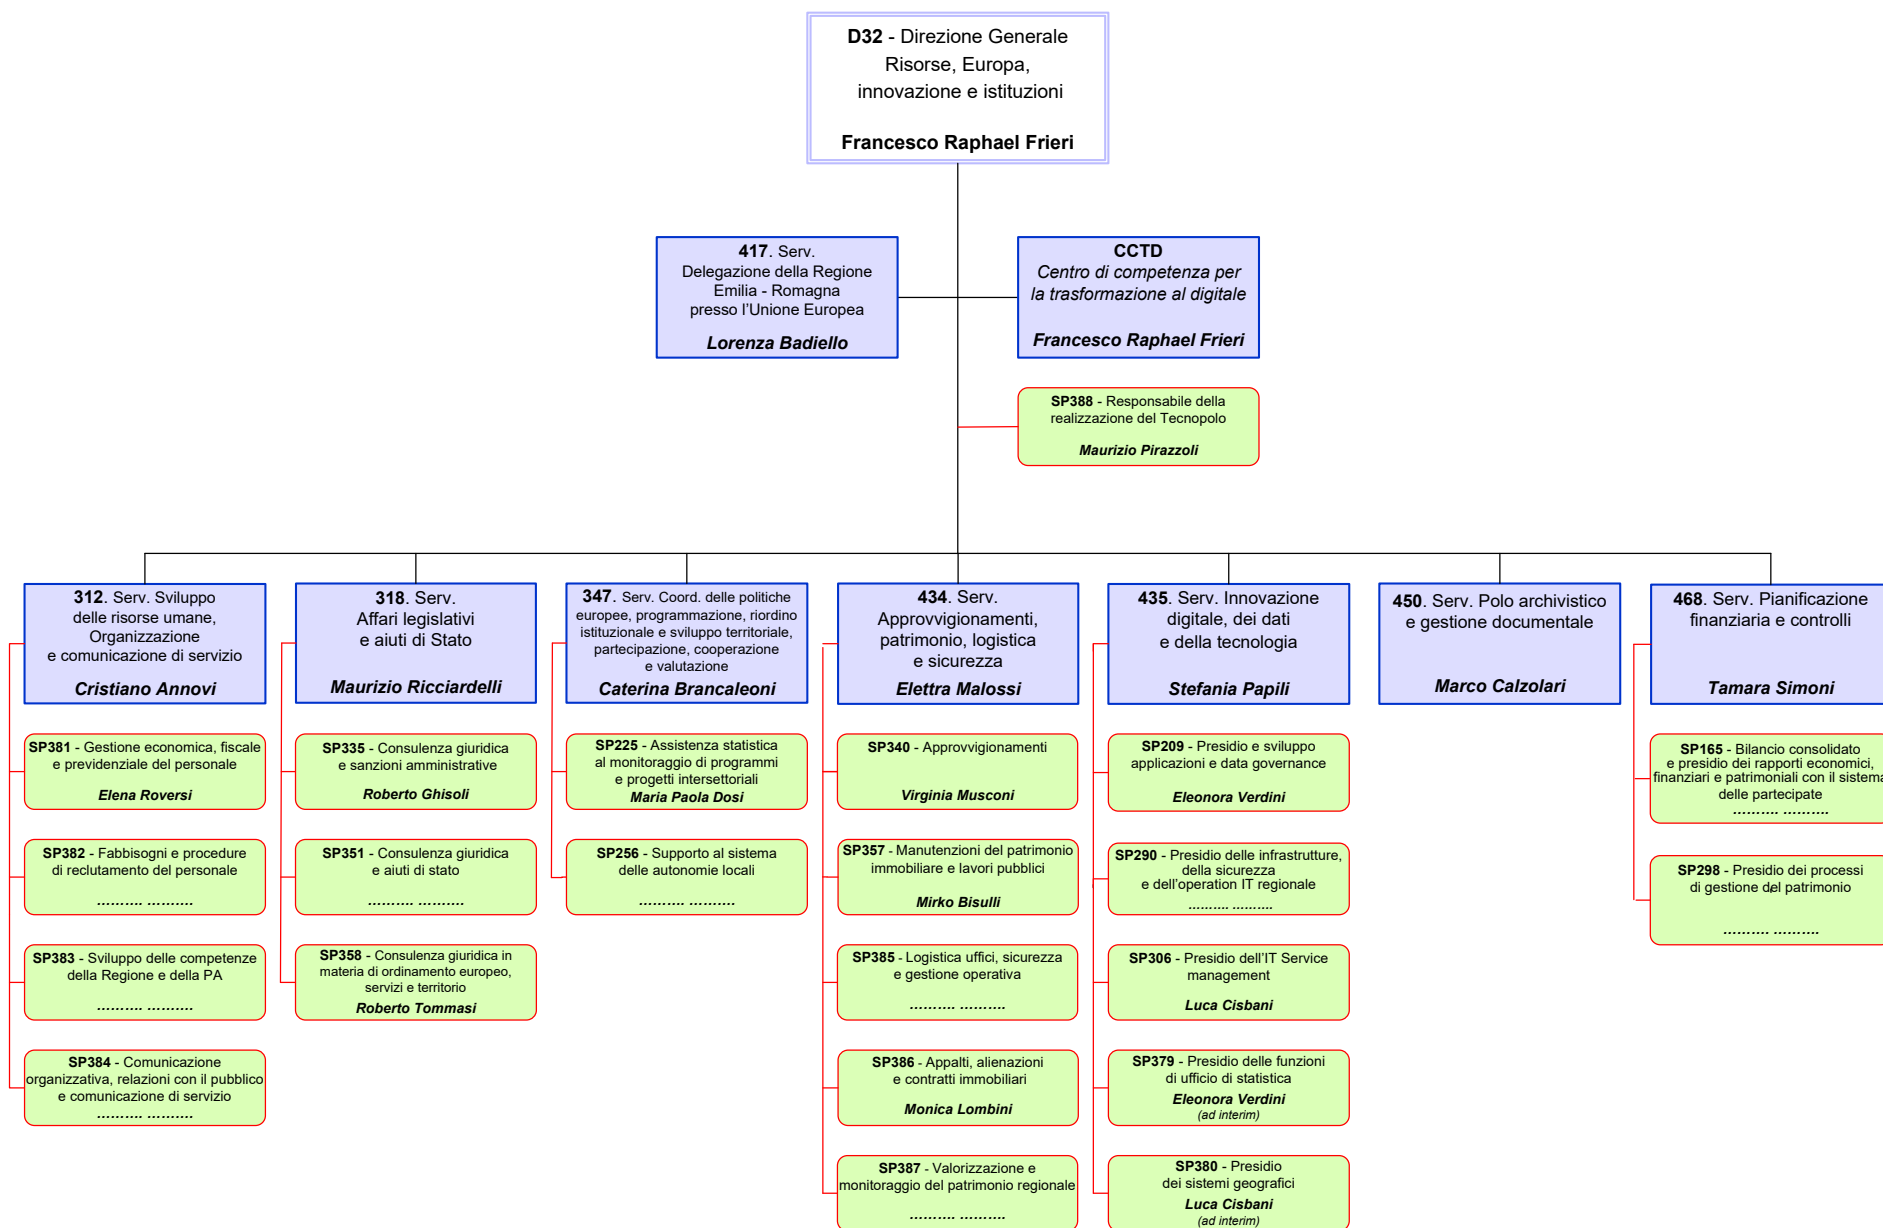 D32 - Direzione Generale
Risorse, Europa,
innovazione e istituzioni
Francesco Raphael Frieri
417. Serv.
Delegazione della Regione
Emilia - Romagna
presso l'Unione Europea
Lorenza Badiello
CCTD
Centro di competenza per
la trasformazione al digitale
Francesco Raphael Frieri
SP388 - Responsabile della
realizzazione del Tecnopolo
Maurizio Pirazzoli
312. Serv. Sviluppo
delle risorse umane,
Organizzazione
e comunicazione di servizio
Cristiano Annovi
318. Serv.
Affari legislativi
e aiuti di Stato
Maurizio Ricciardelli
347. Serv. Coord. delle politiche
europee, programmazione, riordino
istituzionale e sviluppo territoriale,
partecipazione, cooperazione
e valutazione
Caterina Brancaleoni
434. Serv.
Approvvigionamenti,
patrimonio, logistica
e sicurezza
Elettra Malossi
435. Serv. Innovazione
digitale, dei dati
e della tecnologia
Stefania Papili
450. Serv. Polo archivistico
e gestione documentale
Marco Calzolari
468. Serv. Pianificazione
finanziaria e controlli
Tamara Simoni
SP381 - Gestione economica, fiscale
e previdenziale del personale
Elena Roversi
SP382 - Fabbisogni e procedure
di reclutamento del personale
.......... ..........
SP383 - Sviluppo delle competenze
della Regione e della PA
.......... ..........
SP384 - Comunicazione
organizzativa, relazioni con il pubblico
e comunicazione di servizio
.......... ..........
SP335 - Consulenza giuridica
e sanzioni amministrative
Roberto Ghisoli
SP351 - Consulenza giuridica
e aiuti di stato
.......... ..........
SP358 - Consulenza giuridica in
materia di ordinamento europeo,
servizi e territorio
Roberto Tommasi
SP225 - Assistenza statistica
al monitoraggio di programmi
e progetti intersettoriali
Maria Paola Dosi
SP256 - Supporto al sistema
delle autonomie locali
.......... ..........
SP340 - Approvvigionamenti
Virginia Musconi
SP357 - Manutenzioni del patrimonio
immobiliare e lavori pubblici
Mirko Bisulli
SP385 - Logistica uffici, sicurezza
e gestione operativa
.......... ..........
SP386 - Appalti, alienazioni
e contratti immobiliari
Monica Lombini
SP387 - Valorizzazione e
monitoraggio del patrimonio regionale
.......... ..........
SP209 - Presidio e sviluppo
applicazioni e data governance
Eleonora Verdini
SP290 - Presidio delle infrastrutture,
della sicurezza
e dell'operation IT regionale
.......... ..........
SP306 - Presidio dell'IT Service
management
Luca Cisbani
SP379 - Presidio delle funzioni
di ufficio di statistica
Eleonora Verdini
(ad interim)
SP380 - Presidio
dei sistemi geografici
Luca Cisbani
(ad interim)
SP165 - Bilancio consolidato
e presidio dei rapporti economici,
finanziari e patrimoniali con il sistema
delle partecipate
.......... ..........
SP298 - Presidio dei processi
di gestione del patrimonio
.......... ..........